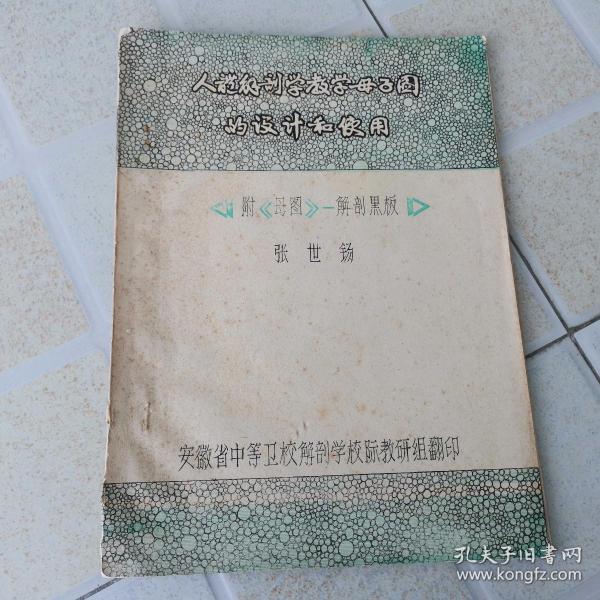 人体解剖学教学母子图
的设计和使用
附《母图》—解剖黑板
张世钖
安徽省中等卫校解剖学校际教研组翻印
孔夫子旧书网
www.kongfz.com